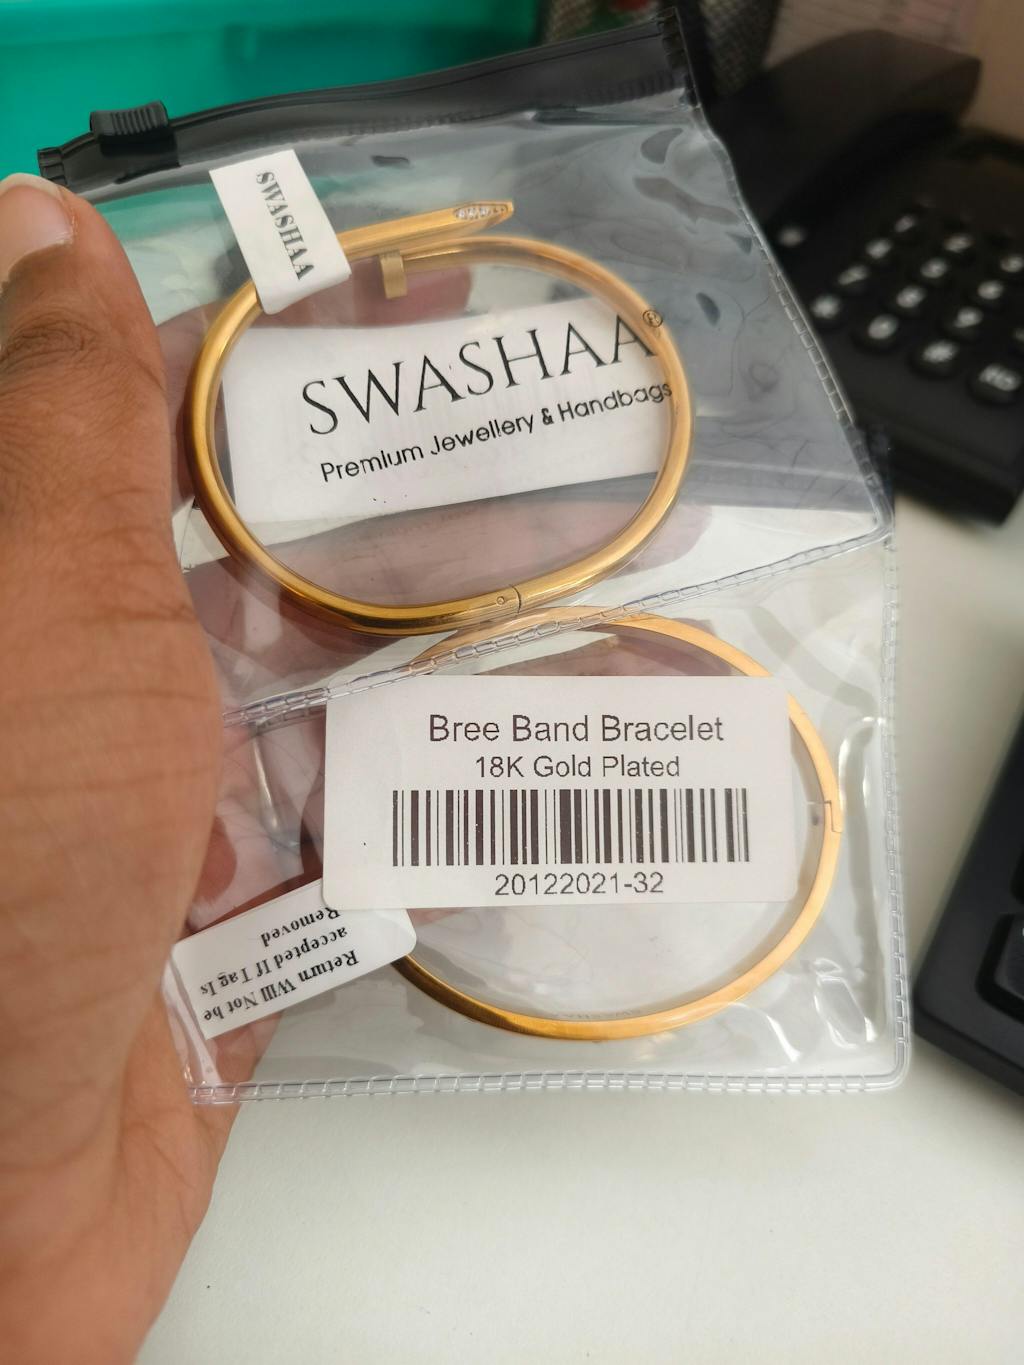 SWASHAA
SWASHAA®
Premium Jewellery & Handbags
Bree Band Bracelet
18K Gold Plated
20122021-32
Return Will Not be
accepted If Tag Is
Removed
SWASHAA